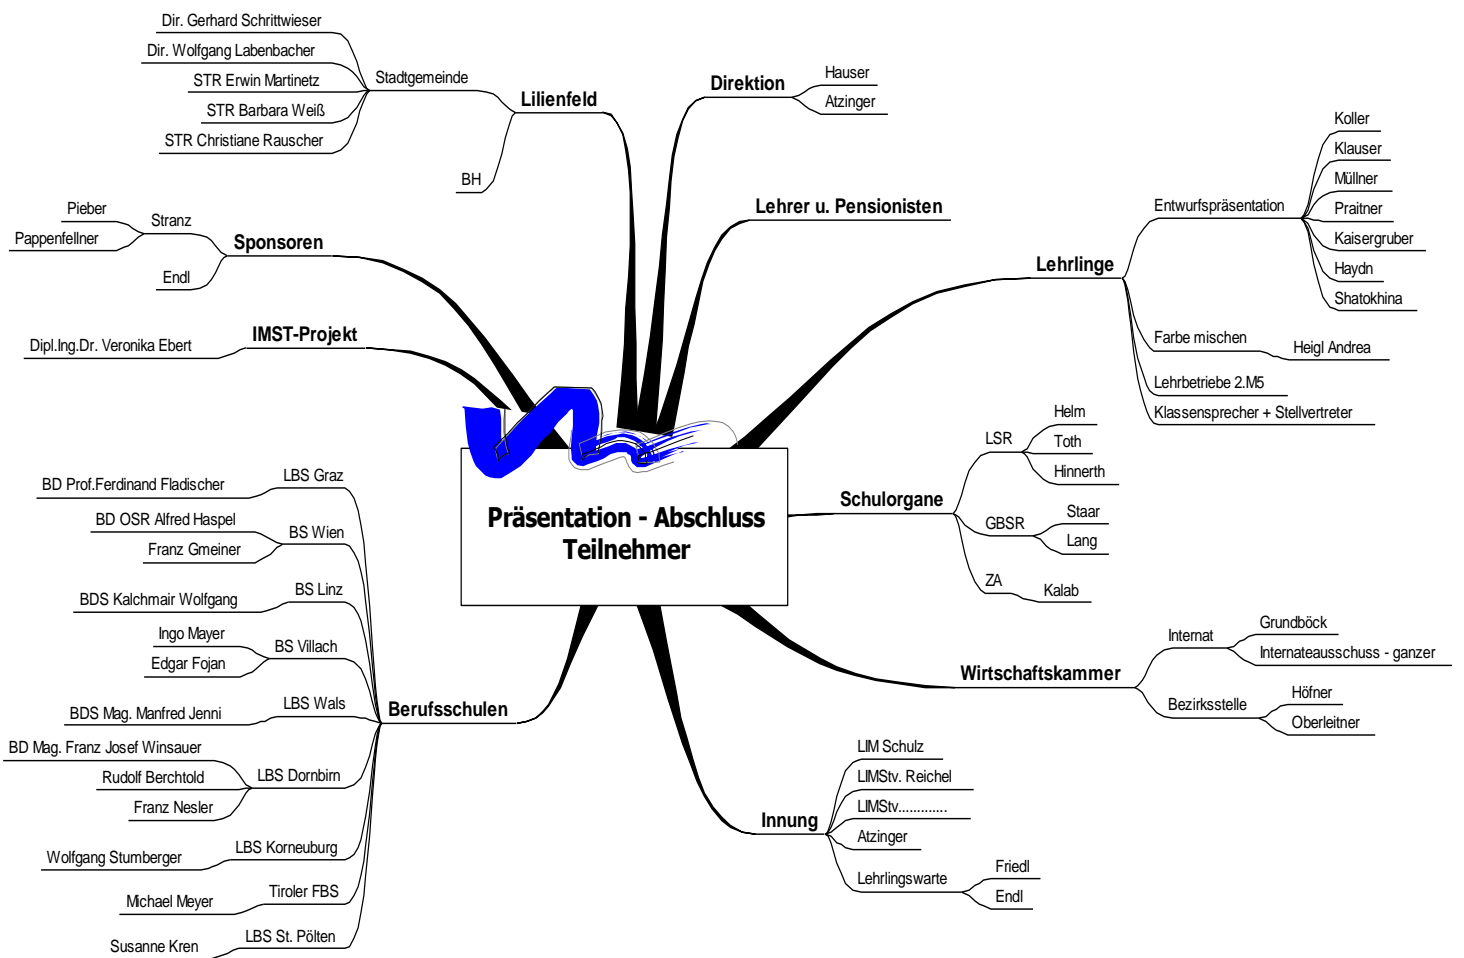 Präsentation - Abschluss
Teilnehmer
Lilienfeld
Stadtgemeinde
Dir. Gerhard Schrittwieser
Dir. Wolfgang Labenbacher
STR Erwin Martinetz
STR Barbara Weiß
STR Christiane Rauscher
BH
Sponsoren
Stranz
Pieber
Pappenfellner
Endl
IMST-Projekt
Dipl.Ing.Dr. Veronika Ebert
Direktion
Hauser
Atzinger
Lehrer u. Pensionisten
Lehrlinge
Entwurfspräsentation
Koller
Klauser
Müllner
Praitner
Kaisergruber
Haydn
Shatokhina
Farbe mischen
Heigl Andrea
Lehrbetriebe 2.M5
Klassensprecher + Stellvertreter
Schulorgane
LSR
Helm
Toth
Hinnerth
GBSR
Staar
Lang
ZA
Kalab
Wirtschaftskammer
Internat
Grundböck
Internateausschuss - ganzer
Bezirksstelle
Höfner
Oberleitner
Innung
LIM Schulz
LIMStv. Reichel
LIMStv.............
Atzinger
Lehrlingswarte
Friedl
Endl
Berufsschulen
LBS Graz
BD Prof.Ferdinand Fladischer
BS Wien
BD OSR Alfred Haspel
Franz Gmeiner
BS Linz
BDS Kalchmair Wolfgang
BS Villach
Ingo Mayer
Edgar Fojan
LBS Wals
BDS Mag. Manfred Jenni
LBS Dornbirn
BD Mag. Franz Josef Winsauer
Rudolf Berchtold
Franz Nesler
LBS Korneuburg
Wolfgang Stumberger
Tiroler FBS
Michael Meyer
LBS St. Pölten
Susanne Kren